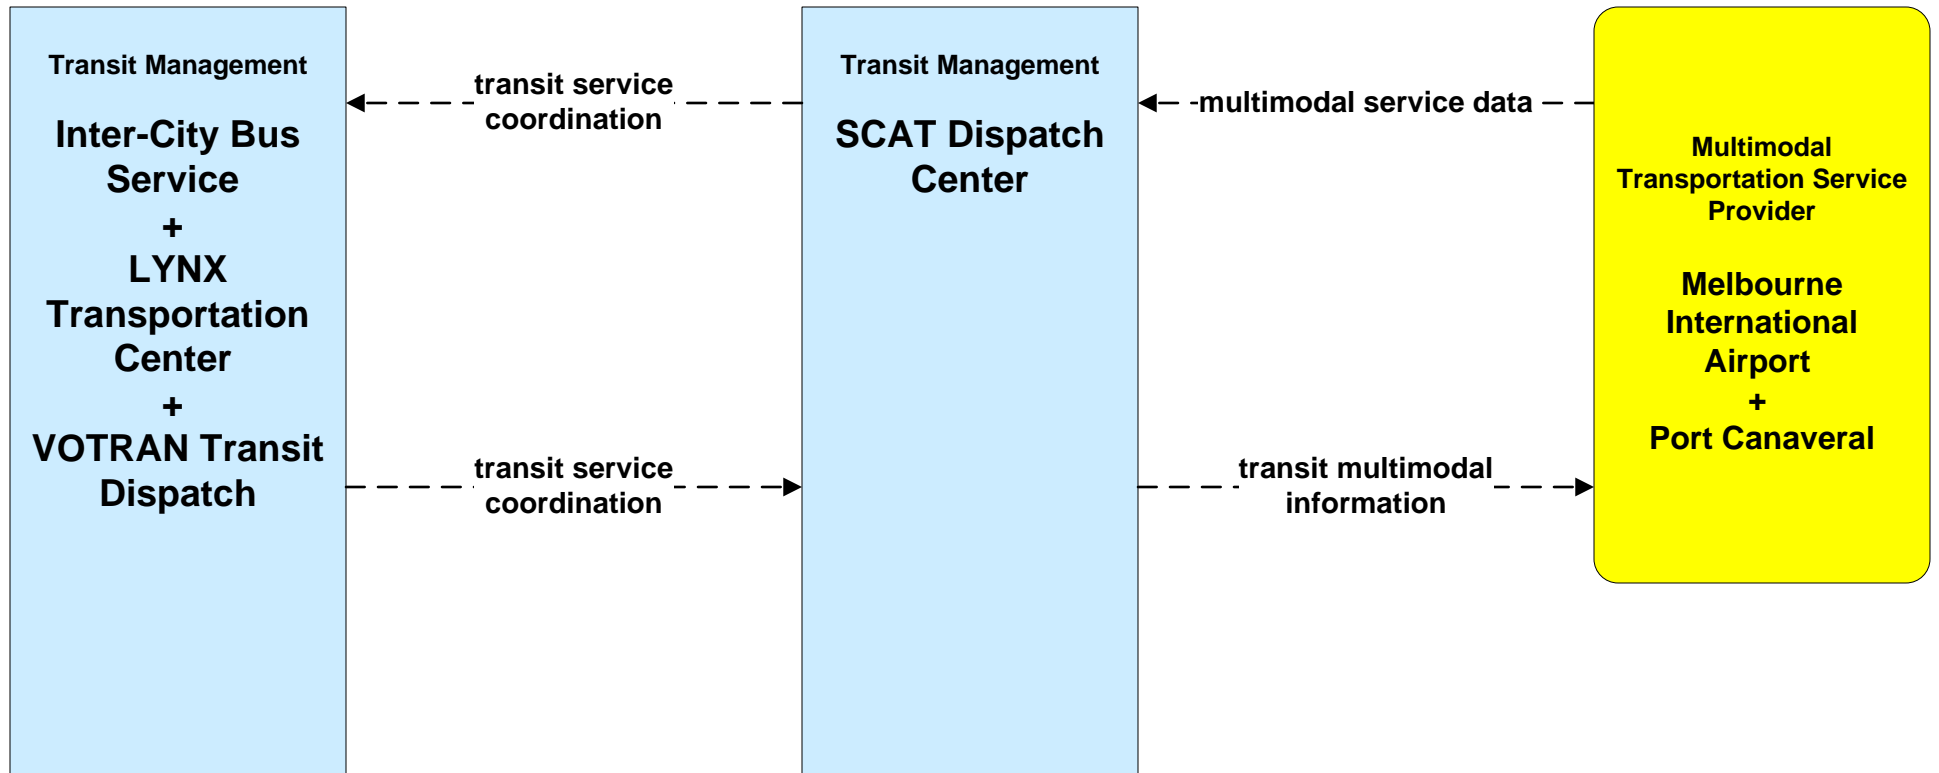 Transit Management
Inter-City Bus
Service
+
LYNX
Transportation
Center
+
VOTRAN Transit
Dispatch
transit service
coordination
transit service
coordination
Transit Management
SCAT Dispatch
Center
multimodal service data
transit multimodal
information
Multimodal
Transportation Service
Provider
Melbourne
International
Airport
+
Port Canaveral